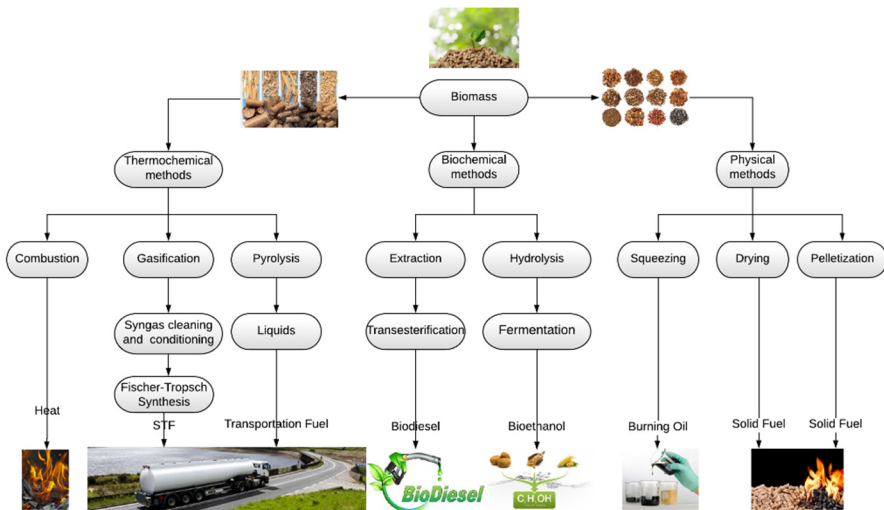 Biomass
Thermochemical
methods
Biochemical
methods
Physical
methods
Combustion
Gasification
Pyrolysis
Extraction
Hydrolysis
Squeezing
Drying
Pelletization
Syngas cleaning
and conditioning
Liquids
Transesterification
Fermentation
Fischer-Tropsch
Synthesis
Heat
STF
Transportation Fuel
Biodiesel
Bioethanol
Burning Oil
Solid Fuel
Solid Fuel
BioDiesel
C₂H₅OH